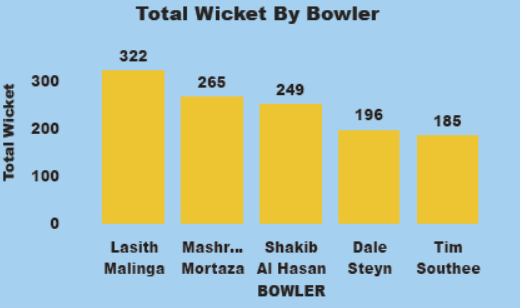 Total Wicket By Bowler
Total Wicket
300
200
100
0
322
265
249
196
185
Lasith
Malinga
Mashr...
Mortaza
Shakib
Al Hasan
Dale
Steyn
Tim
Southee
BOWLER